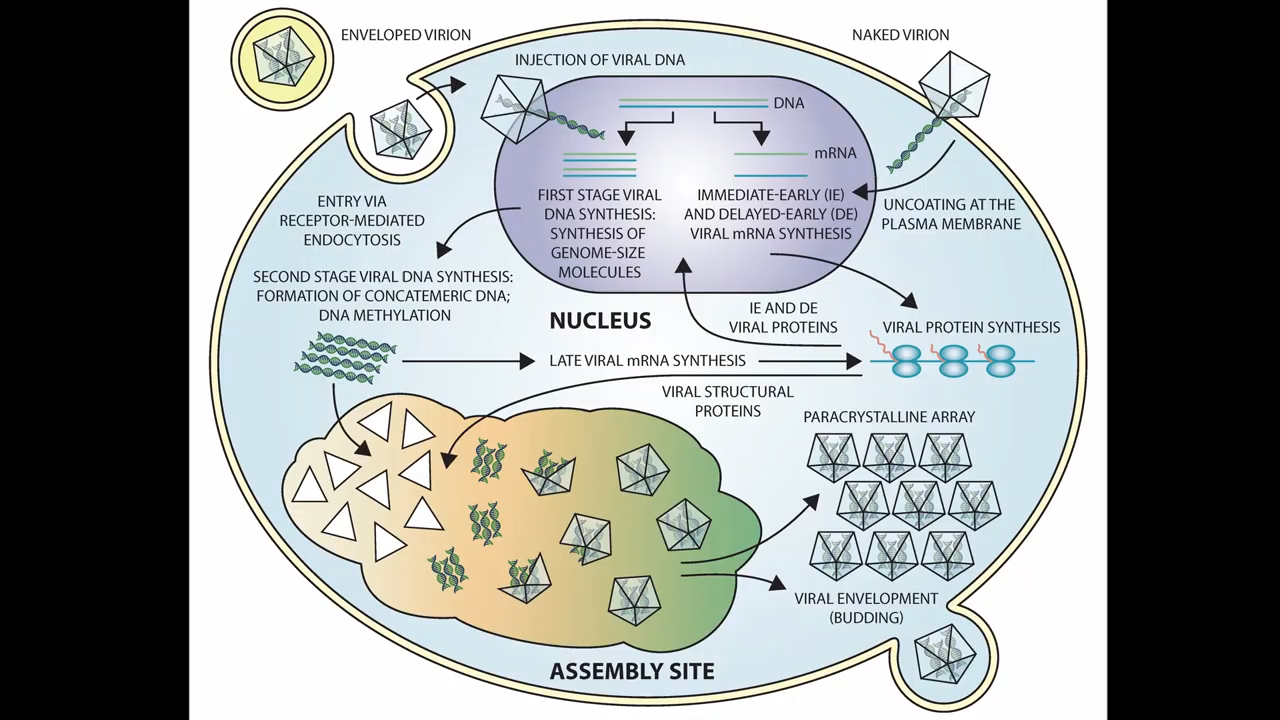 ENVELOPED VIRION
NAKED VIRION
INJECTION OF VIRAL DNA
DNA
mRNA
FIRST STAGE VIRAL
DNA SYNTHESIS:
SYNTHESIS OF
GENOME-SIZE
MOLECULES
IMMEDIATE-EARLY (IE)
AND DELAYED-EARLY (DE)
VIRAL mRNA SYNTHESIS
ENTRY VIA
RECEPTOR-MEDIATED
ENDOCYTOSIS
UNCOATING AT THE
PLASMA MEMBRANE
SECOND STAGE VIRAL DNA SYNTHESIS:
FORMATION OF CONCATEMERIC DNA;
DNA METHYLATION
NUCLEUS
IE AND DE
VIRAL PROTEINS
VIRAL PROTEIN SYNTHESIS
LATE VIRAL mRNA SYNTHESIS
VIRAL STRUCTURAL
PROTEINS
PARACRYSTALLINE ARRAY
VIRAL ENVELOPMENT
(BUDDING)
ASSEMBLY SITE